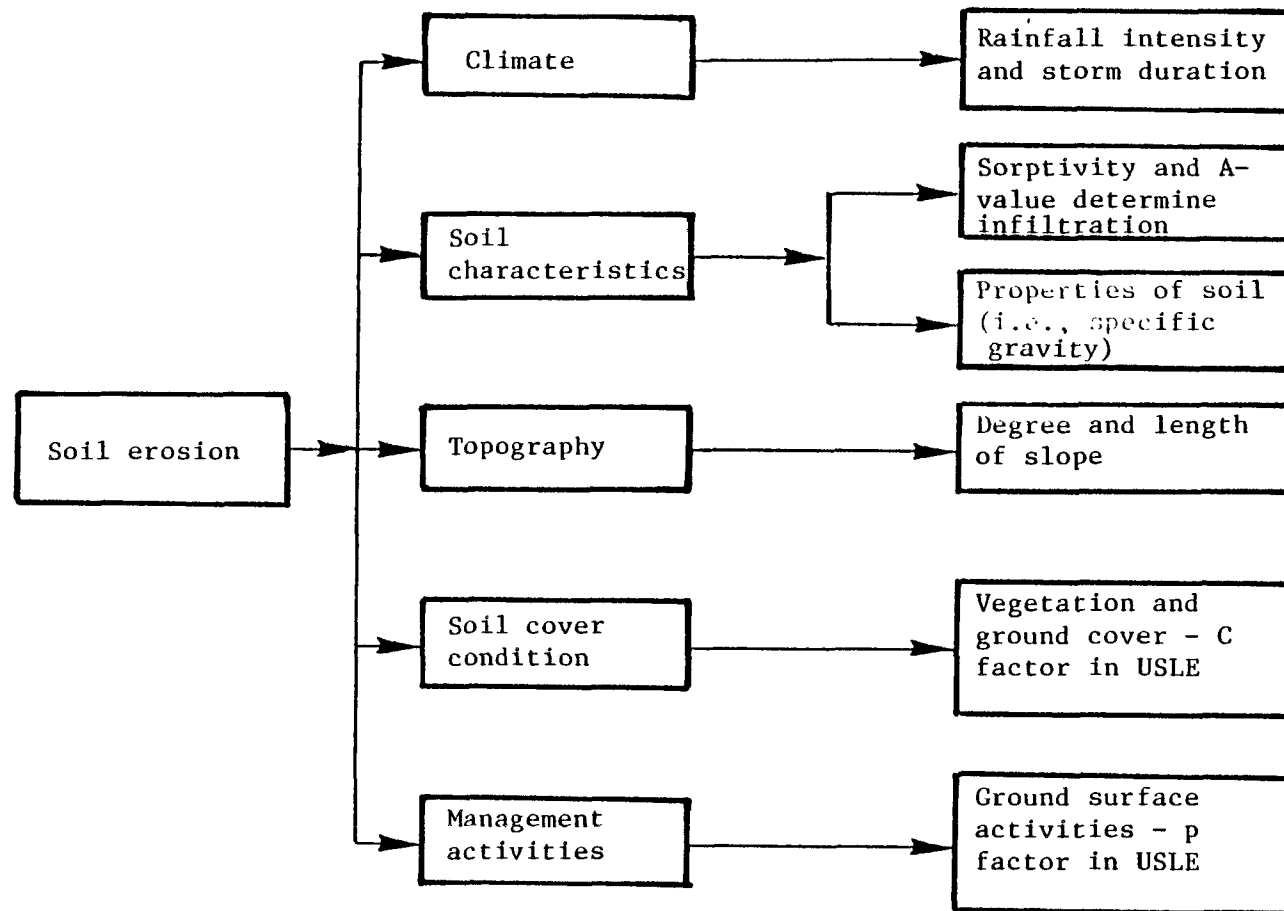 Climate
Rainfall intensity
and storm duration
Sorptivity and A-
value determine
infiltration
Soil
characteristics
Properties of soil
(i.e., specific
gravity)
Soil erosion
Topography
Degree and length
of slope
Soil cover
condition
Vegetation and
ground cover - C
factor in USLE
Management
activities
Ground surface
activities - p
factor in USLE